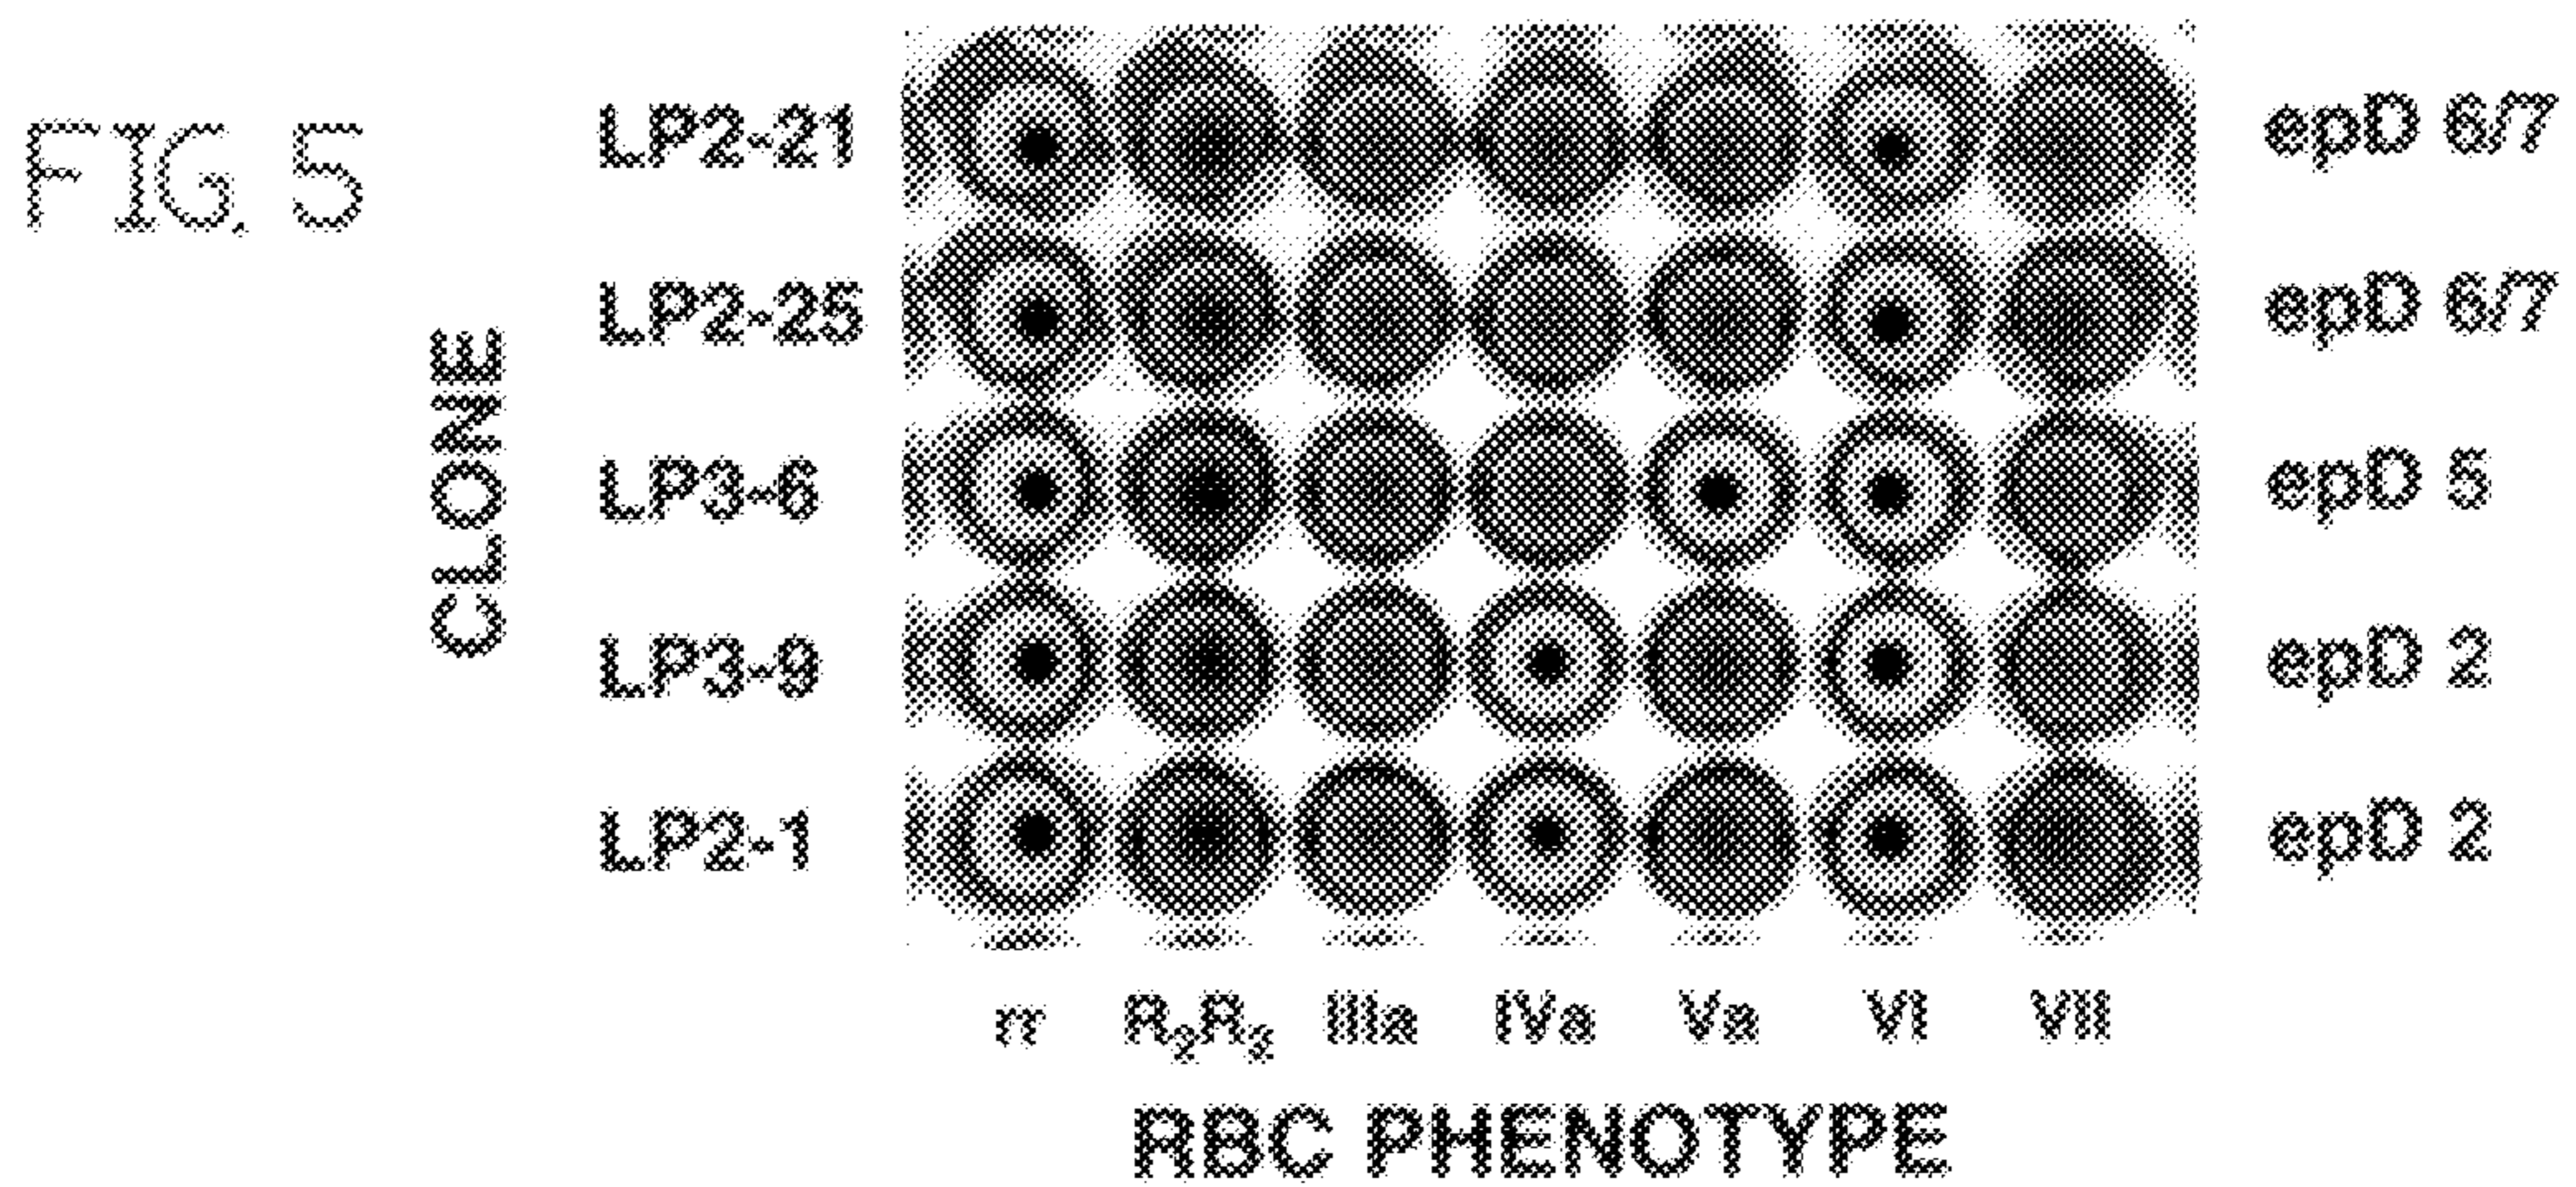 FIG. 5
CLONE
LP2-21 epD 6/7
LP2-25 epD 6/7
LP3-6 epD 5
LP3-9 epD 2
LP2-1 epD 2
rr R₂R₂ IIIa IVa Va VI VII
RBC PHENOTYPE